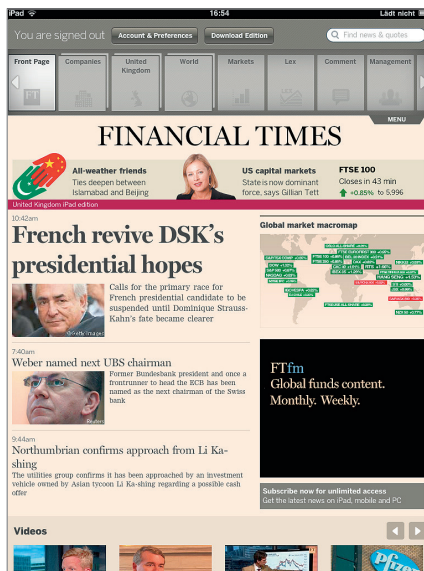 iPad 16:54 Lädt nicht
You are signed out Account & Preferences Download Edition Find news & quotes
Front Page Companies United Kingdom World Markets Lex Comment Management
FT
MENU
FINANCIAL TIMES
All-weather friends
Ties deepen between
Islamabad and Beijing
US capital markets
State is now dominant
force, says Gillian Tett
FTSE 100
Closes in 43 min
+0.85% to 5,996
United Kingdom iPad edition
10:42am
French revive DSK's
presidential hopes
Calls for the primary race for
French presidential candidate to be
suspended until Dominique Strauss-
Kahn's fate became clearer
Getty Images
7:40am
Weber named next UBS chairman
Former Bundesbank president and once a
frontrunner to head the ECB has been
named as the next chairman of the Swiss
bank
Reuters
9:44am
Northumbrian confirms approach from Li Ka-
shing
The utilities group confirms it has been approached by an investment
vehicle owned by Asian tycoon Li Ka-shing regarding a possible cash
offer
Global market macromap
FTfm
Global funds content.
Monthly. Weekly.
Subscribe now for unlimited access
Get the latest news on iPad, mobile and PC
Videos
Pfizer